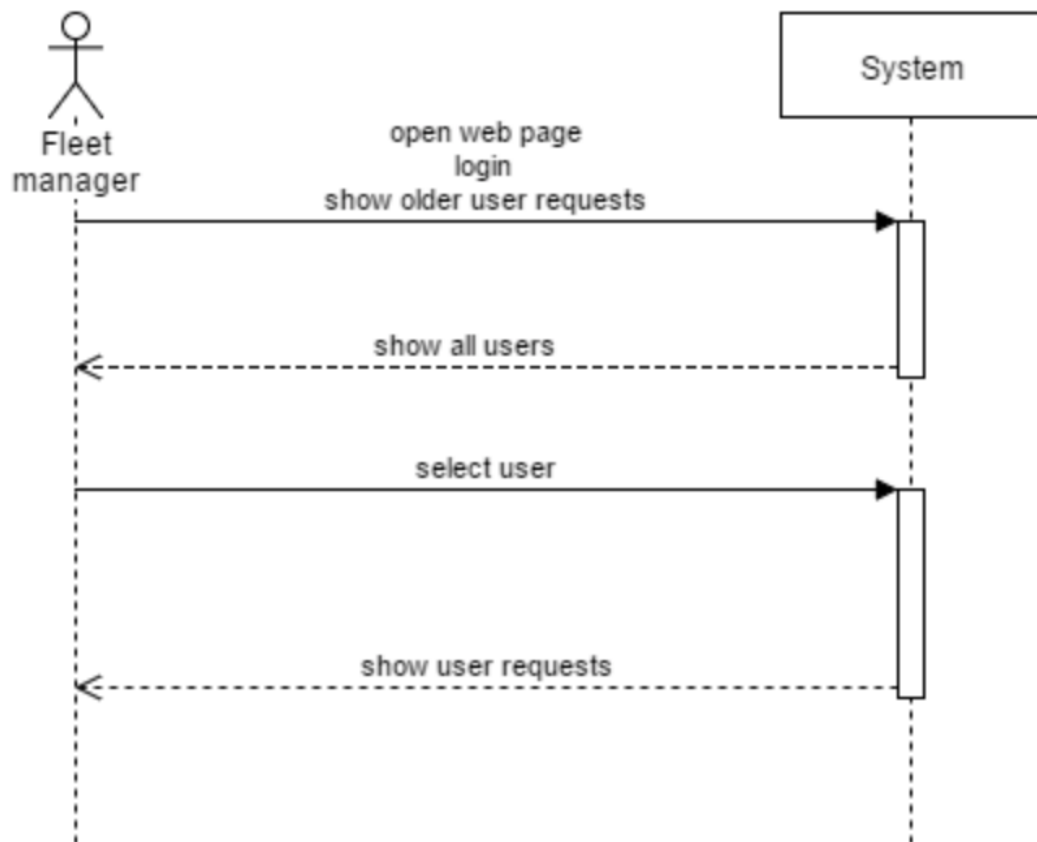 Fleet
manager
System
open web page
login
show older user requests
show all users
select user
show user requests